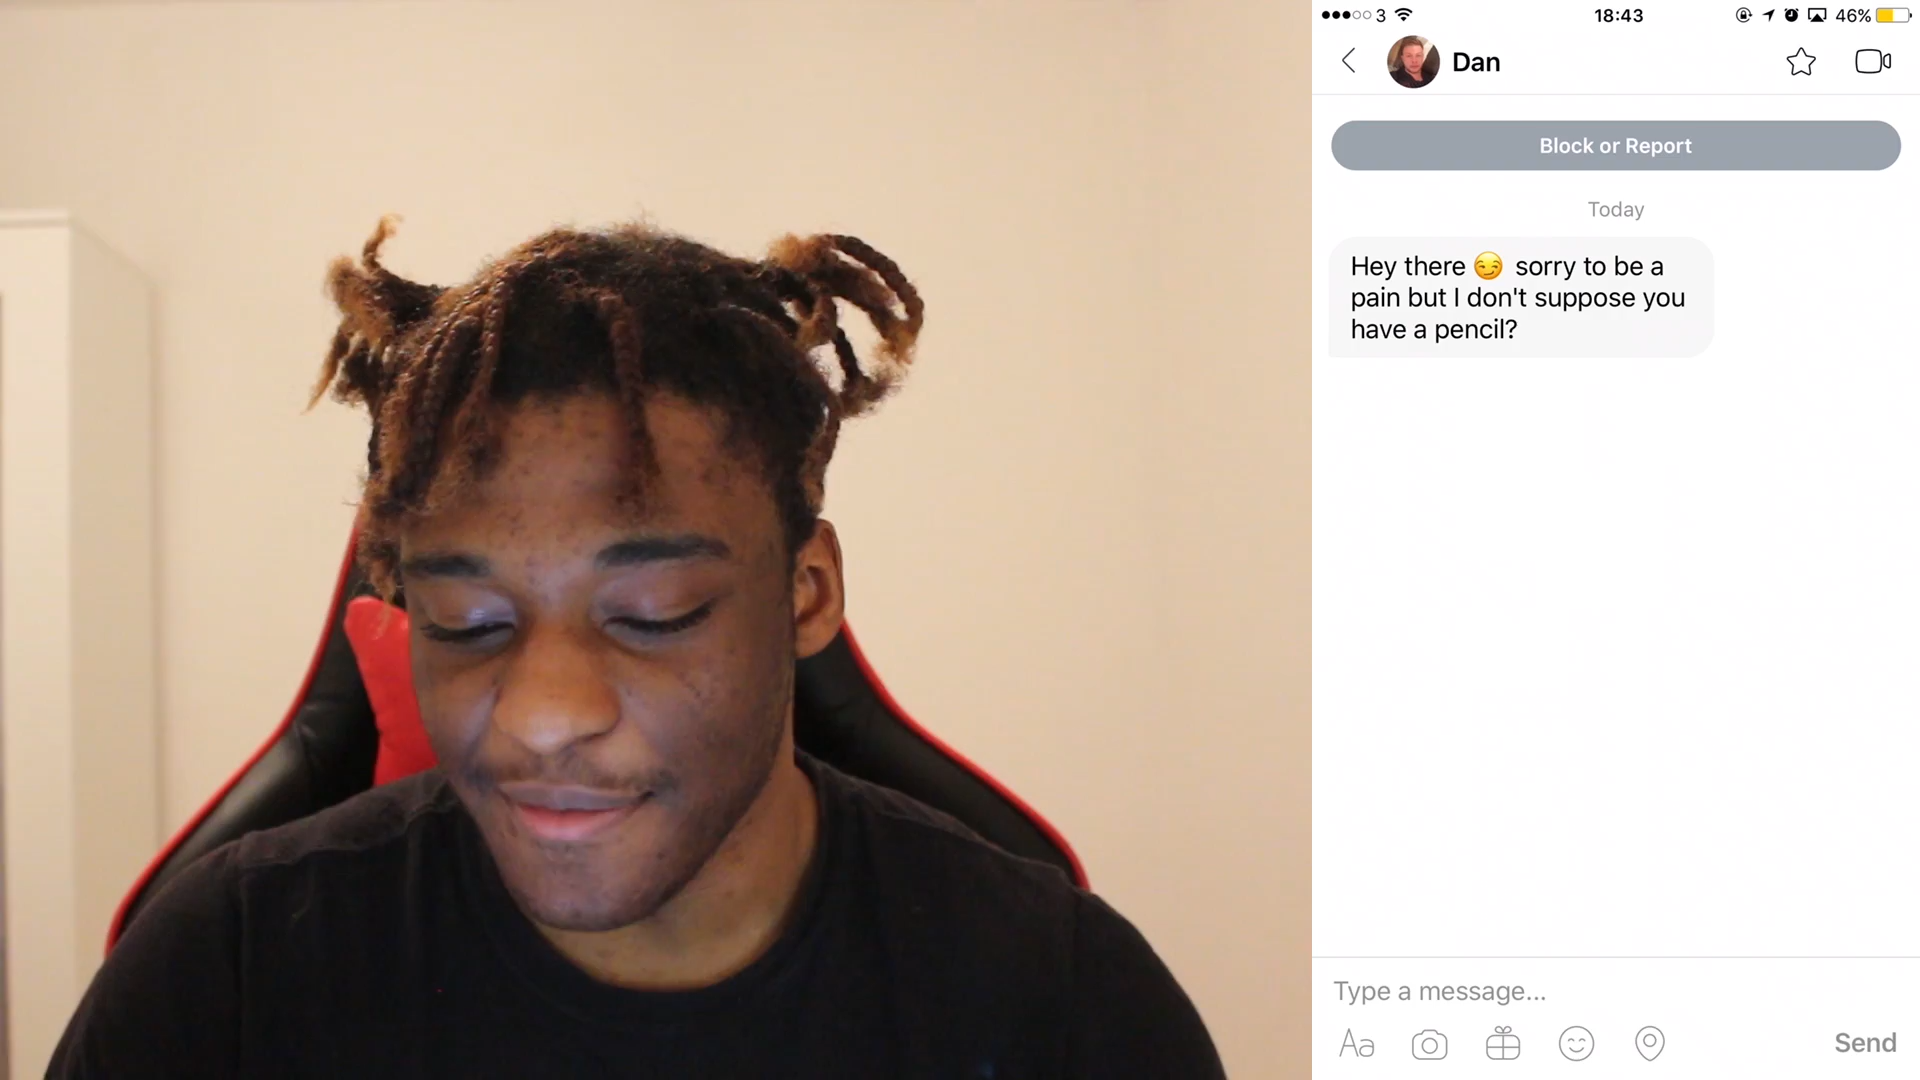 3 18:43 46%
Dan
Block or Report
Today
Hey there 😏 sorry to be a
pain but I don't suppose you
have a pencil?
Type a message...
Aa Send